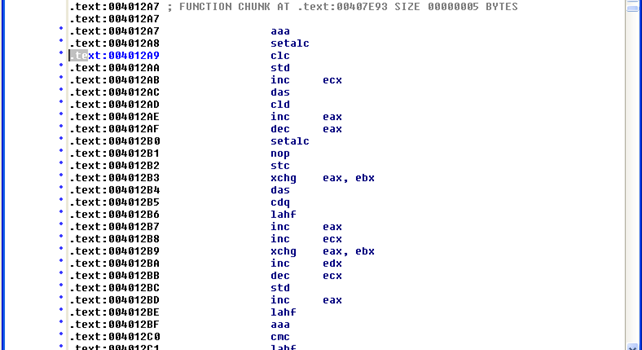 .text:004012A7 ; FUNCTION CHUNK AT .text:00407E93 SIZE 00000005 BYTES
.text:004012A7
.text:004012A7 aaa
.text:004012A8 setalc
.text:004012A9 clc
.text:004012AA std
.text:004012AB inc ecx
.text:004012AC das
.text:004012AD cld
.text:004012AE inc eax
.text:004012AF dec eax
.text:004012B0 setalc
.text:004012B1 nop
.text:004012B2 stc
.text:004012B3 xchg eax, ebx
.text:004012B4 das
.text:004012B5 cdq
.text:004012B6 lahf
.text:004012B7 inc eax
.text:004012B8 inc ecx
.text:004012B9 xchg eax, ebx
.text:004012BA inc edx
.text:004012BB dec ecx
.text:004012BC std
.text:004012BD inc eax
.text:004012BE lahf
.text:004012BF aaa
.text:004012C0 cmc
.text:004012C1 lahf